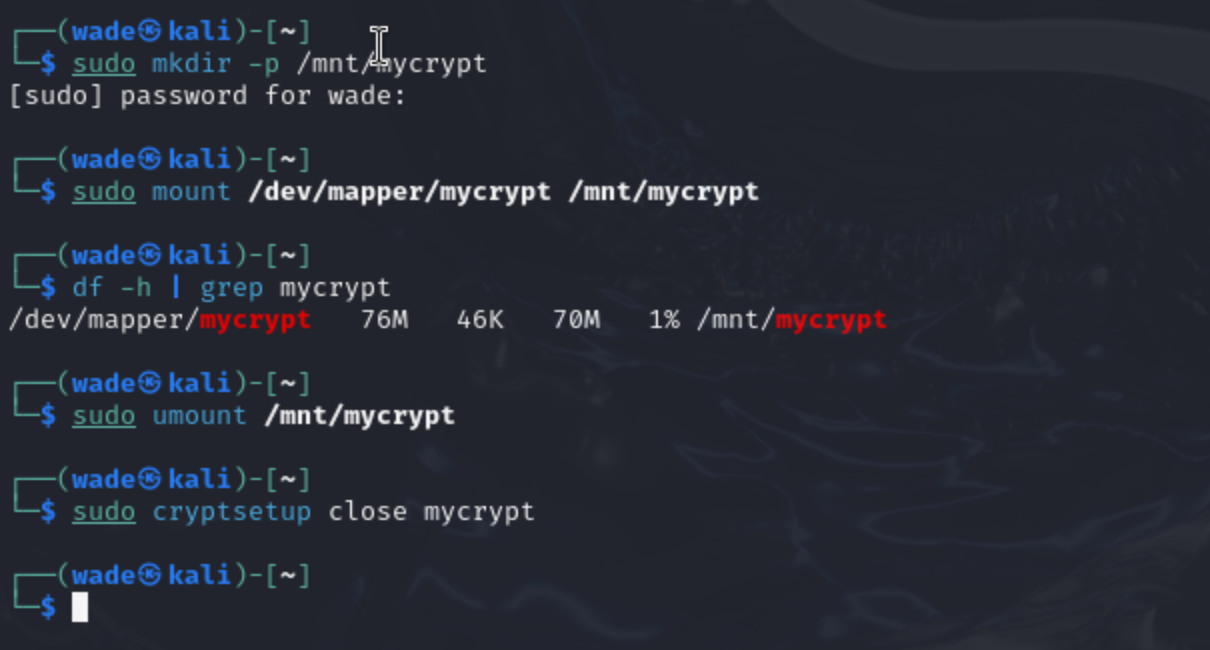 ┌──(wade㉿kali)-[~]
└─$ sudo mkdir -p /mnt/mycrypt
[sudo] password for wade:
┌──(wade㉿kali)-[~]
└─$ sudo mount /dev/mapper/mycrypt /mnt/mycrypt
┌──(wade㉿kali)-[~]
└─$ df -h | grep mycrypt
/dev/mapper/mycrypt   76M   46K   70M   1% /mnt/mycrypt
┌──(wade㉿kali)-[~]
└─$ sudo umount /mnt/mycrypt
┌──(wade㉿kali)-[~]
└─$ sudo cryptsetup close mycrypt
┌──(wade㉿kali)-[~]
└─$